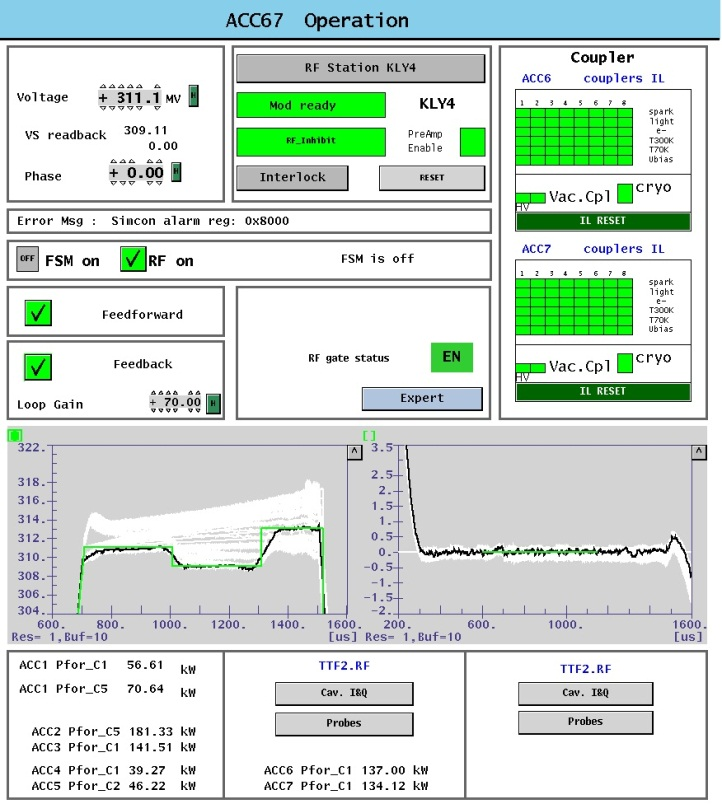 ACC67 Operation
Voltage + 311.1 MV H
VS readback 309.11
0.00
Phase + 0.00 H
RF Station KLY4
Mod ready KLY4
RF_Inhibit PreAmp Enable
Interlock RESET
Coupler
ACC6 couplers IL
1 2 3 4 5 6 7 8
spark
light
e-
T300K
T70K
Ubias
HV Vac.Cpl cryo
IL RESET
ACC7 couplers IL
1 2 3 4 5 6 7 8
spark
light
e-
T300K
T70K
Ubias
HV Vac.Cpl cryo
IL RESET
Error Msg : Simcon alarm reg: 0x8000
OFF FSM on RF on FSM is off
Feedforward
Feedback
Loop Gain + 70.00 H
RF gate status EN
Expert
322.
318.
316.
314.
312.
310.
308.
306.
304.
600. 800. 1000. 1200. 1400. 1600.
Res= 1,Buf=10 [us]
^
3.5
2.5
2.
1.5
1.
0.5
0.
-0.5
-1.
-1.5
-2.
200. 600. 1000. 1600.
Res= 1,Buf=10 [us]
^
ACC1 Pfor_C1 56.61 kW
ACC1 Pfor_C5 70.64 kW
ACC2 Pfor_C5 181.33 kW
ACC3 Pfor_C1 141.51 kW
ACC4 Pfor_C1 39.27 kW
ACC5 Pfor_C2 46.22 kW
TTF2.RF
Cav. I&Q
Probes
ACC6 Pfor_C1 137.00 kW
ACC7 Pfor_C1 134.12 kW
TTF2.RF
Cav. I&Q
Probes